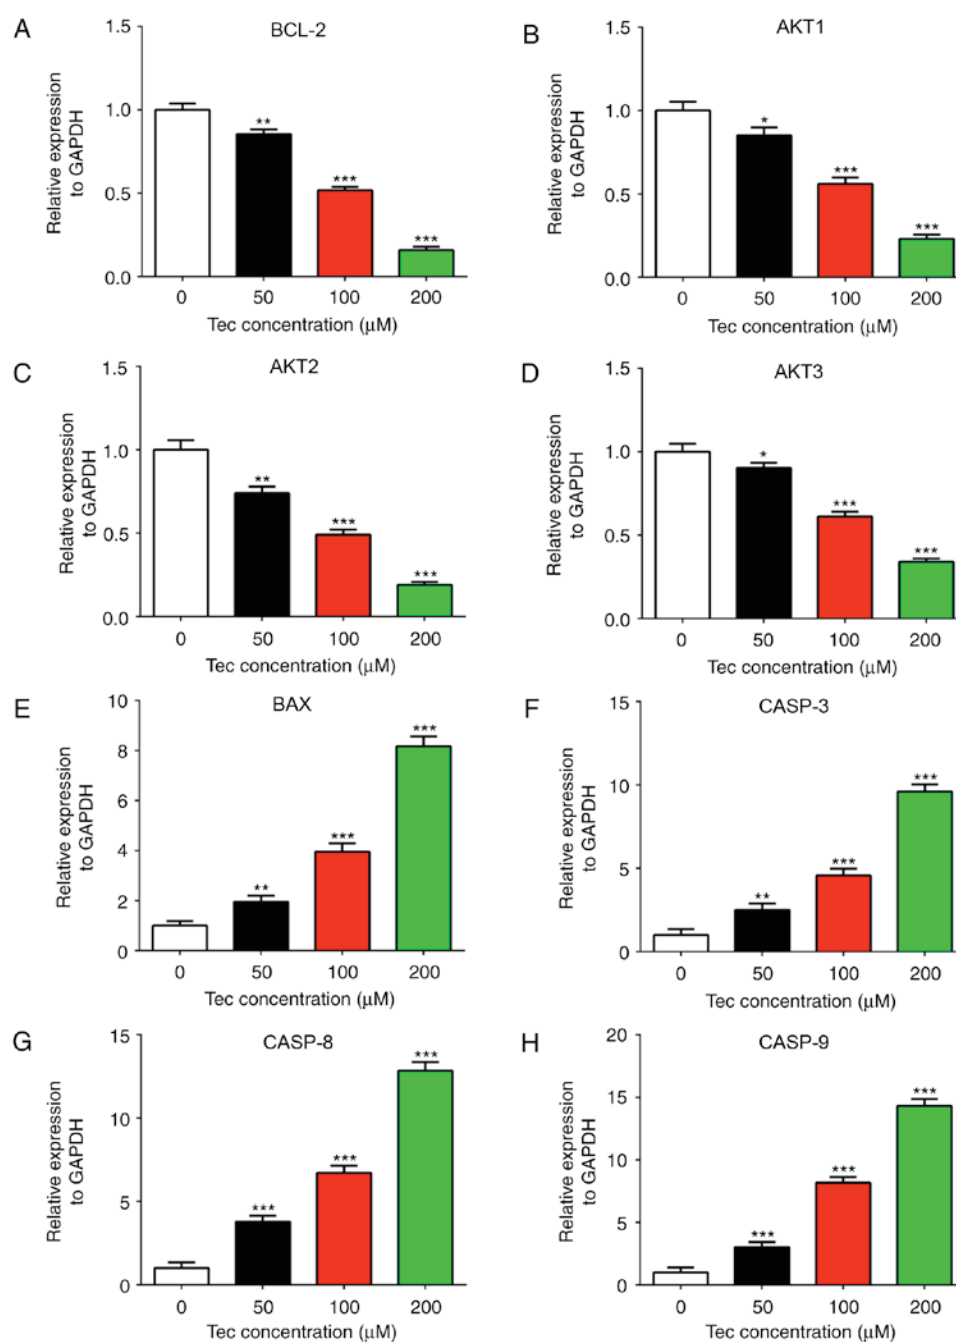 A
BCL-2
Relative expression
to GAPDH
1.5
1.0
0.5
0.0
**
***
***
0 50 100 200
Tec concentration (μM)
B
AKT1
Relative expression
to GAPDH
1.5
1.0
0.5
0.0
*
***
***
0 50 100 200
Tec concentration (μM)
C
AKT2
Relative expression
to GAPDH
1.5
1.0
0.5
0.0
**
***
***
0 50 100 200
Tec concentration (μM)
D
AKT3
Relative expression
to GAPDH
1.5
1.0
0.5
0.0
*
***
***
0 50 100 200
Tec concentration (μM)
E
BAX
Relative expression
to GAPDH
10
8
6
4
2
0
**
***
***
0 50 100 200
Tec concentration (μM)
F
CASP-3
Relative expression
to GAPDH
15
10
5
0
**
***
***
0 50 100 200
Tec concentration (μM)
G
CASP-8
Relative expression
to GAPDH
15
10
5
0
***
***
***
0 50 100 200
Tec concentration (μM)
H
CASP-9
Relative expression
to GAPDH
20
15
10
5
0
***
***
***
0 50 100 200
Tec concentration (μM)